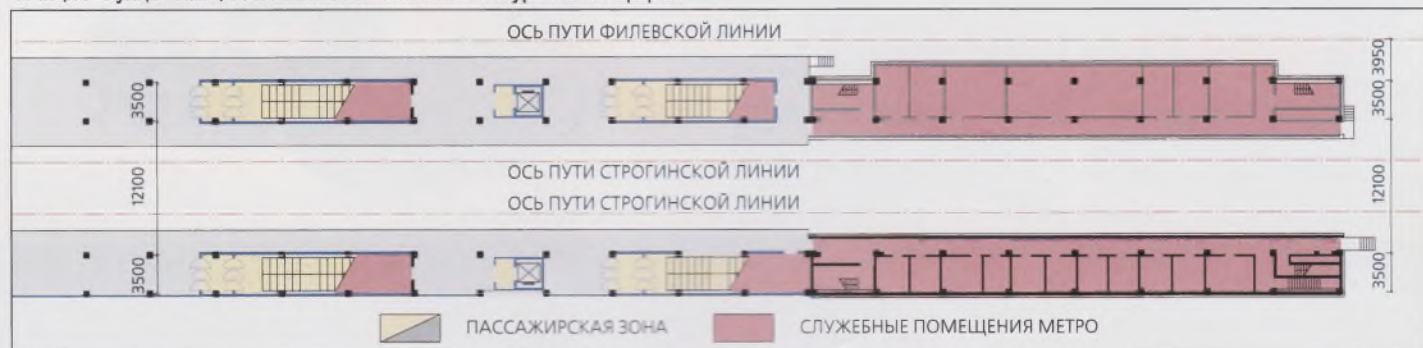 ОСЬ ПУТИ ФИЛЕВСКОЙ ЛИНИИ
3950
3500
3500
ОСЬ ПУТИ СТРОГИНСКОЙ ЛИНИИ
12100
12100
ОСЬ ПУТИ СТРОГИНСКОЙ ЛИНИИ
3500
3500
ПАССАЖИРСКАЯ ЗОНА
СЛУЖЕБНЫЕ ПОМЕЩЕНИЯ МЕТРО